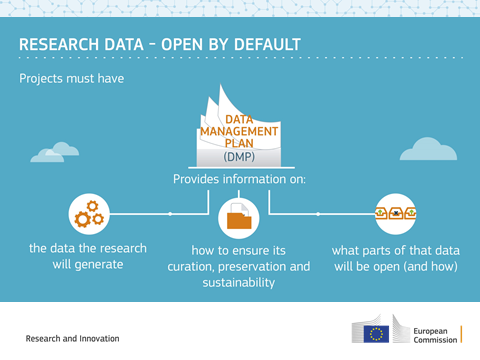 RESEARCH DATA – OPEN BY DEFAULT
Projects must have
DATA
MANAGEMENT
PLAN
(DMP)
Provides information on:
the data the research
will generate
how to ensure its
curation, preservation and
sustainability
what parts of that data
will be open (and how)
Research and Innovation
European
Commission